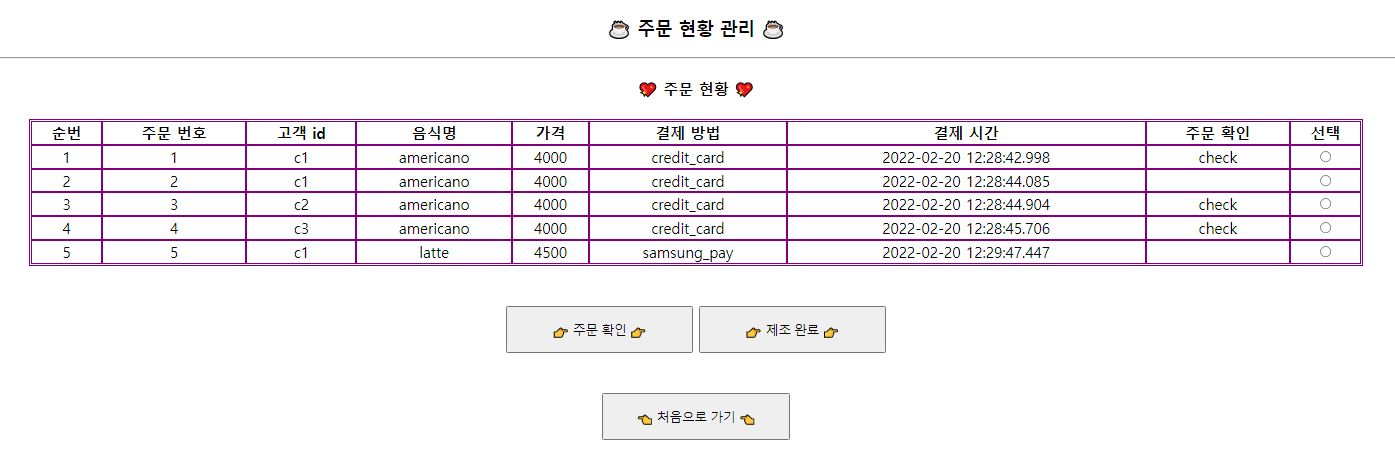 ☕ 주문 현황 관리 ☕
💖 주문 현황 💖
순번 주문 번호 고객 id 음식명 가격 결제 방법 결제 시간 주문 확인 선택
1 1 c1 americano 4000 credit_card 2022-02-20 12:28:42.998 check
2 2 c1 americano 4000 credit_card 2022-02-20 12:28:44.085
3 3 c2 americano 4000 credit_card 2022-02-20 12:28:44.904 check
4 4 c3 americano 4000 credit_card 2022-02-20 12:28:45.706 check
5 5 c1 latte 4500 samsung_pay 2022-02-20 12:29:47.447
👉 주문 확인 👉 👉 제조 완료 👉
👈 처음으로 가기 👈